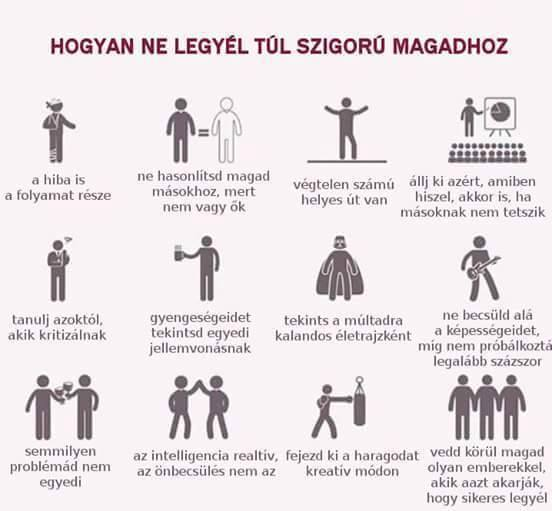 HOGYAN NE LEGYÉL TÚL SZIGORÚ MAGADHOZ
a hiba is
a folyamat része
ne hasonlítsd magad
másokhoz, mert
nem vagy ők
végtelen számú
helyes út van
állj ki azért, amiben
hiszel, akkor is, ha
másoknak nem tetszik
tanulj azoktól,
akik kritizálnak
gyengeségeidet
tekintsd egyedi
jellemvonásnak
tekints a múltadra
kalandos életrajzként
ne becsüld alá
a képességeidet,
míg nem próbálkoztá
legalább százszor
semmilyen
problémád nem
egyedi
az intelligencia realtív,
az önbecsülés nem az
fejezd ki a haragodat
kreatív módon
vedd körül magad
olyan emberekkel,
akik aazt akarják,
hogy sikeres legyél